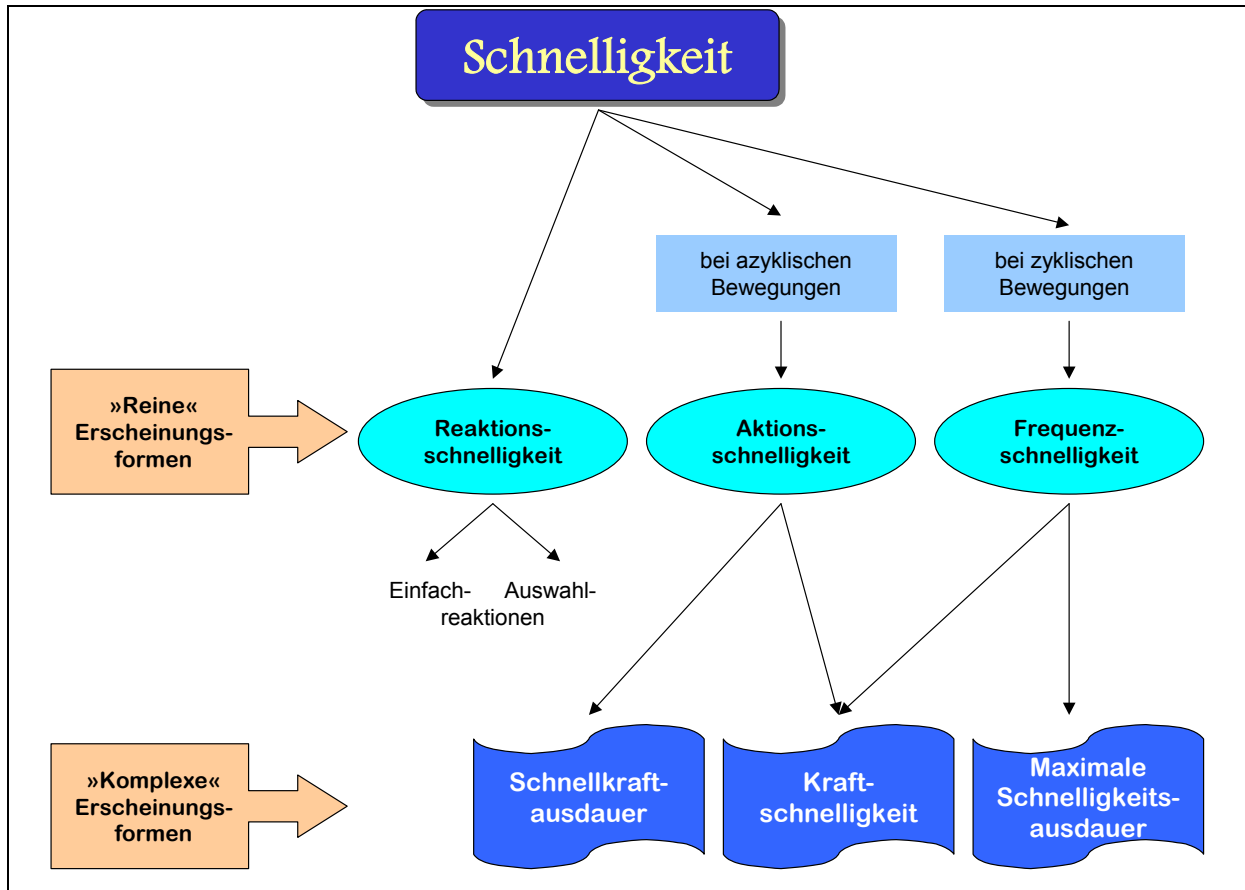 Schnelligkeit
bei azyklischen
Bewegungen
bei zyklischen
Bewegungen
»Reine«
Erscheinungs-
formen
Reaktions-
schnelligkeit
Aktions-
schnelligkeit
Frequenz-
schnelligkeit
Einfach- Auswahl-
reaktionen
»Komplexe«
Erscheinungs-
formen
Schnellkraft-
ausdauer
Kraft-
schnelligkeit
Maximale
Schnelligkeits-
ausdauer